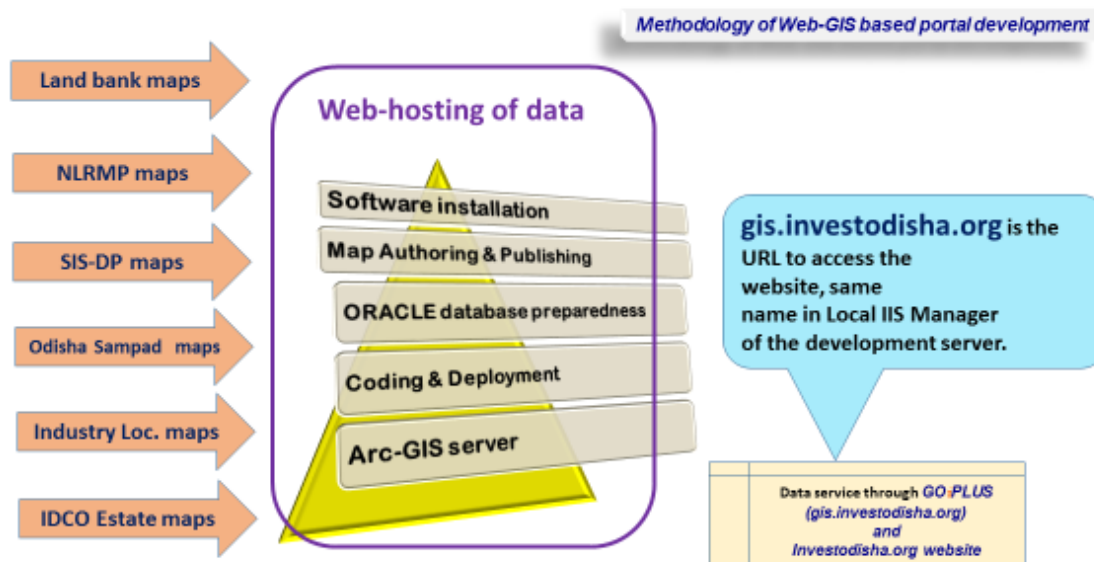 Methodology of Web-GIS based portal development
Land bank maps
NLRMP maps
SIS-DP maps
Odisha Sampad maps
Industry Loc. maps
IDCO Estate maps
Web-hosting of data
Software installation
Map Authoring & Publishing
ORACLE database preparedness
Coding & Deployment
Arc-GIS server
gis.investodisha.org is the
URL to access the
website, same
name in Local IIS Manager
of the development server.
Data service through GO PLUS
(gis.investodisha.org)
and
Investodisha.org website